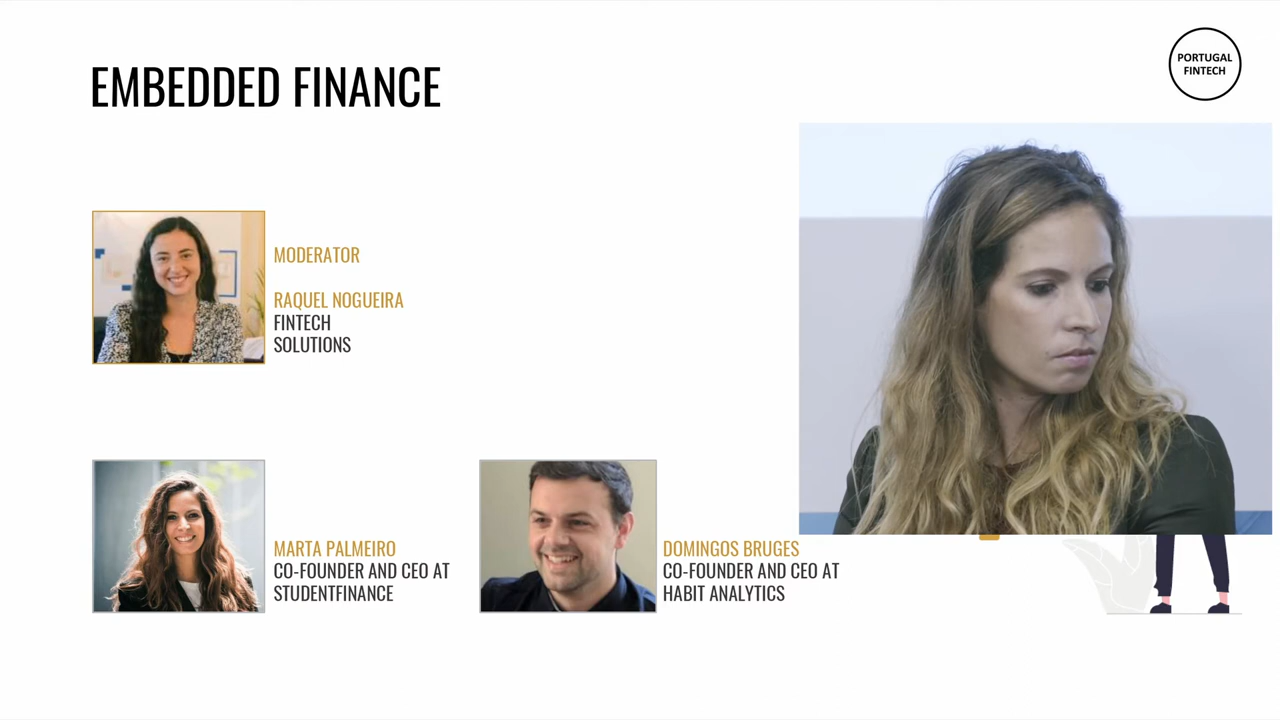 EMBEDDED FINANCE
PORTUGAL
FINTECH
MODERATOR
RAQUEL NOGUEIRA
FINTECH
SOLUTIONS
MARTA PALMEIRO
CO-FOUNDER AND CEO AT
STUDENTFINANCE
DOMINGOS BRUGES
CO-FOUNDER AND CEO AT
HABIT ANALYTICS